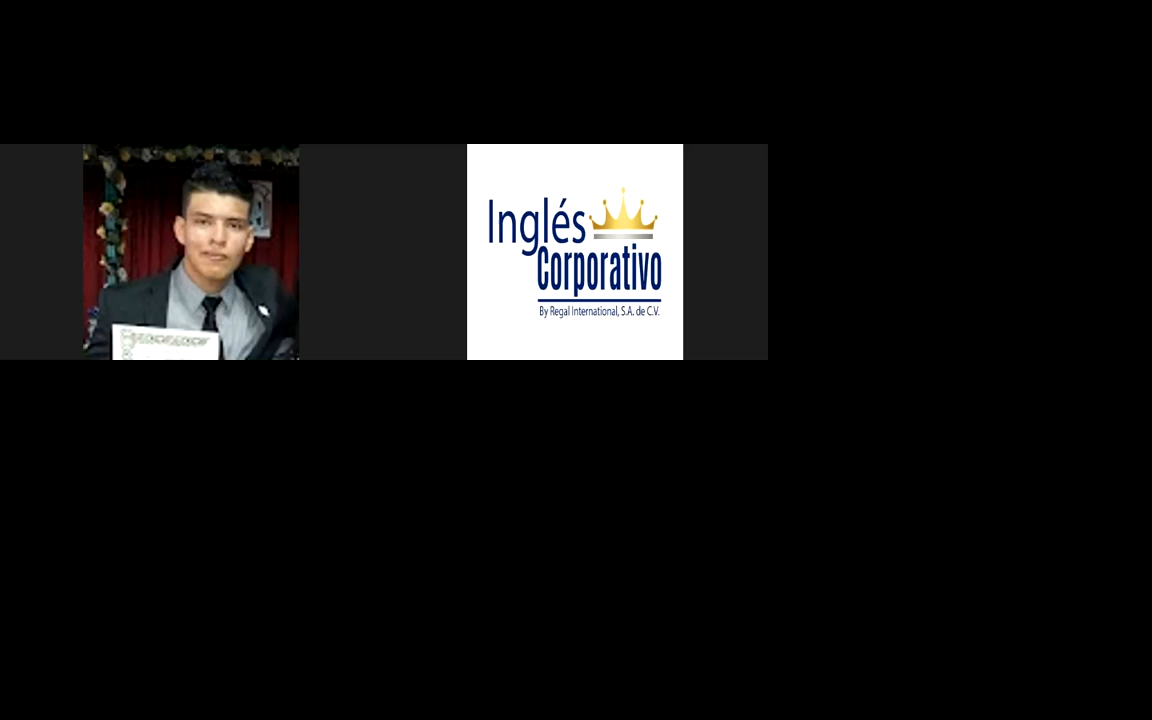 Inglés
Corporativo
By Regal International, S.A. de C.V.